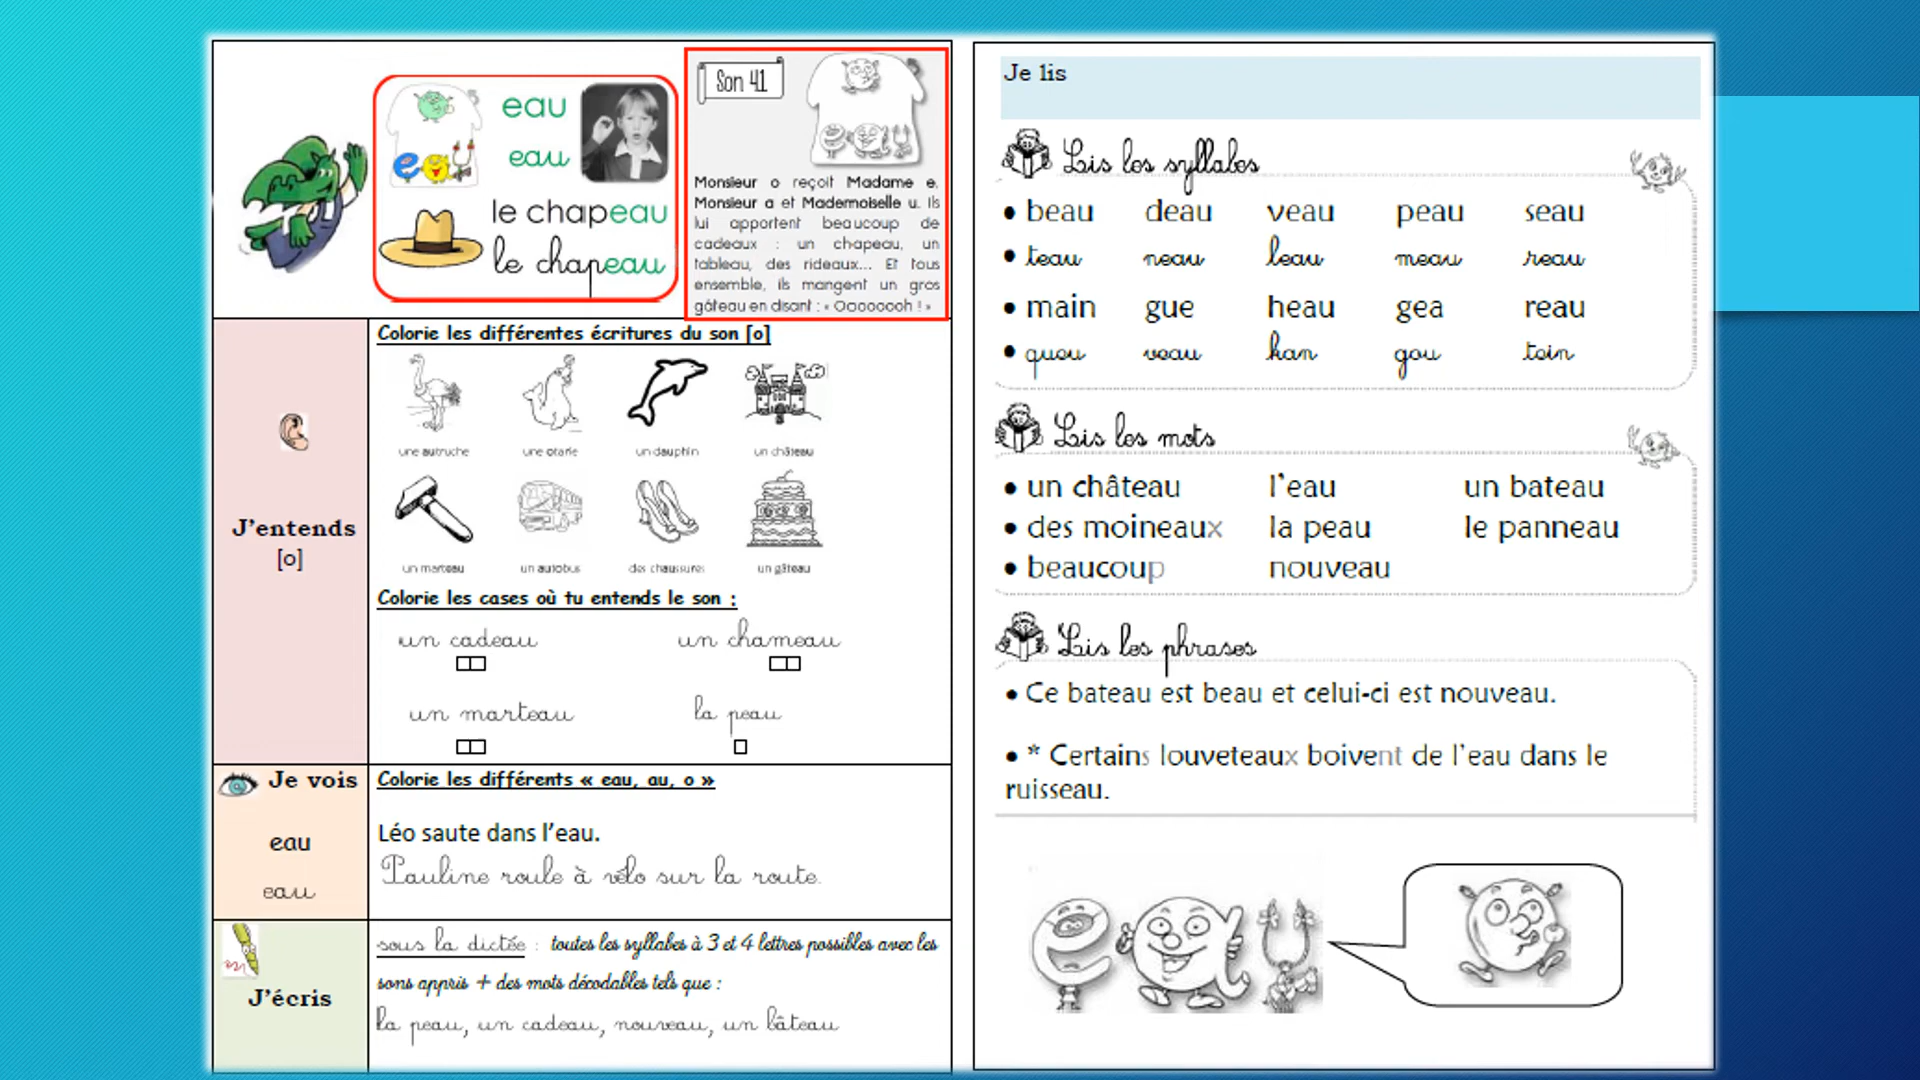 eau
eau
le chapeau
le chapeau
Son 41
Monsieur o reçoit Madame e,
Monsieur a et Mademoiselle u. Ils
lui apportent beaucoup de
cadeaux : un chapeau, un
tableau, des rideaux... Et tous
ensemble, ils mangent un gros
gâteau en disant : « Oooooooh ! »
J'entends
[o]
Colorie les différentes écritures du son [o]
une autruche une otarie un dauphin un château
un marteau un autobus des chaussures un gâteau
Colorie les cases où tu entends le son :
un cadeau un chameau
un marteau la peau
Je vois
eau
eau
Colorie les différents « eau, au, o »
Léo saute dans l'eau.
Pauline roule à vélo sur la route.
J'écris
sous la dictée : toutes les syllabes à 3 et 4 lettres possibles avec les
sons appris + des mots décodables tels que :
la peau, un cadeau, nouveau, un bâteau
Je lis
Lis les syllabes
• beau deau veau peau seau
• teau neau leau meau reau
• main gue heau gea reau
• quou veau kan gou toin
Lis les mots
• un château l'eau un bateau
• des moineaux la peau le panneau
• beaucoup nouveau
Lis les phrases
• Ce bateau est beau et celui-ci est nouveau.
• * Certains louveteaux boivent de l'eau dans le
ruisseau.